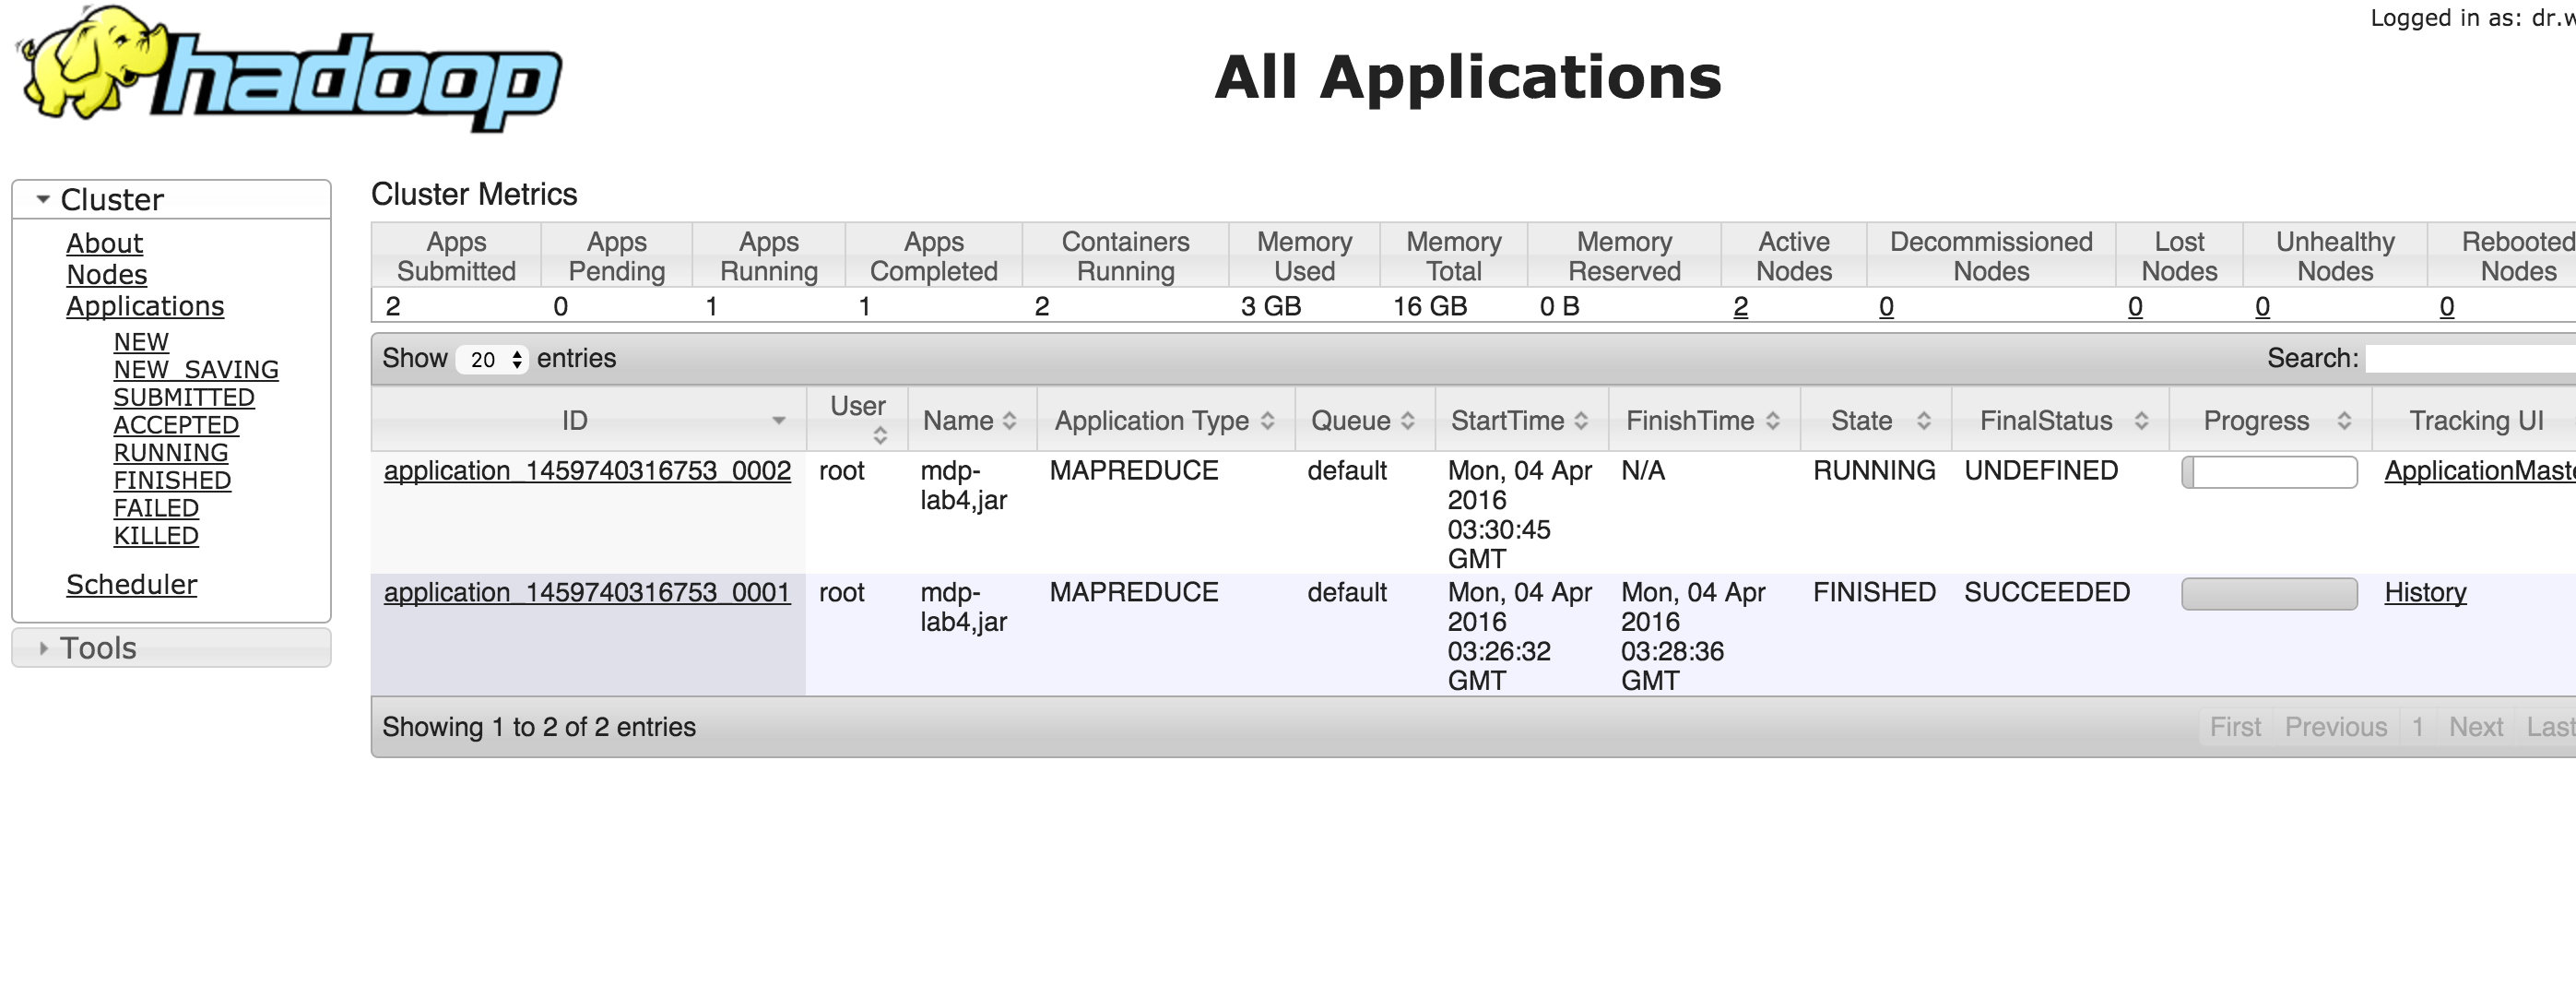 hadoop
Logged in as: dr.w
All Applications
Cluster
About
Nodes
Applications
NEW
NEW_SAVING
SUBMITTED
ACCEPTED
RUNNING
FINISHED
FAILED
KILLED
Scheduler
Tools
Cluster Metrics
Apps Submitted Apps Pending Apps Running Apps Completed Containers Running Memory Used Memory Total Memory Reserved Active Nodes Decommissioned Nodes Lost Nodes Unhealthy Nodes Rebooted Nodes
2 0 1 1 2 3 GB 16 GB 0 B 2 0 0 0 0
Show 20 entries Search:
ID User Name Application Type Queue StartTime FinishTime State FinalStatus Progress Tracking UI
application_1459740316753_0002 root mdp-lab4,jar MAPREDUCE default Mon, 04 Apr 2016 03:30:45 GMT N/A RUNNING UNDEFINED ApplicationMaste
application_1459740316753_0001 root mdp-lab4,jar MAPREDUCE default Mon, 04 Apr 2016 03:26:32 GMT Mon, 04 Apr 2016 03:28:36 GMT FINISHED SUCCEEDED History
Showing 1 to 2 of 2 entries First Previous 1 Next Last